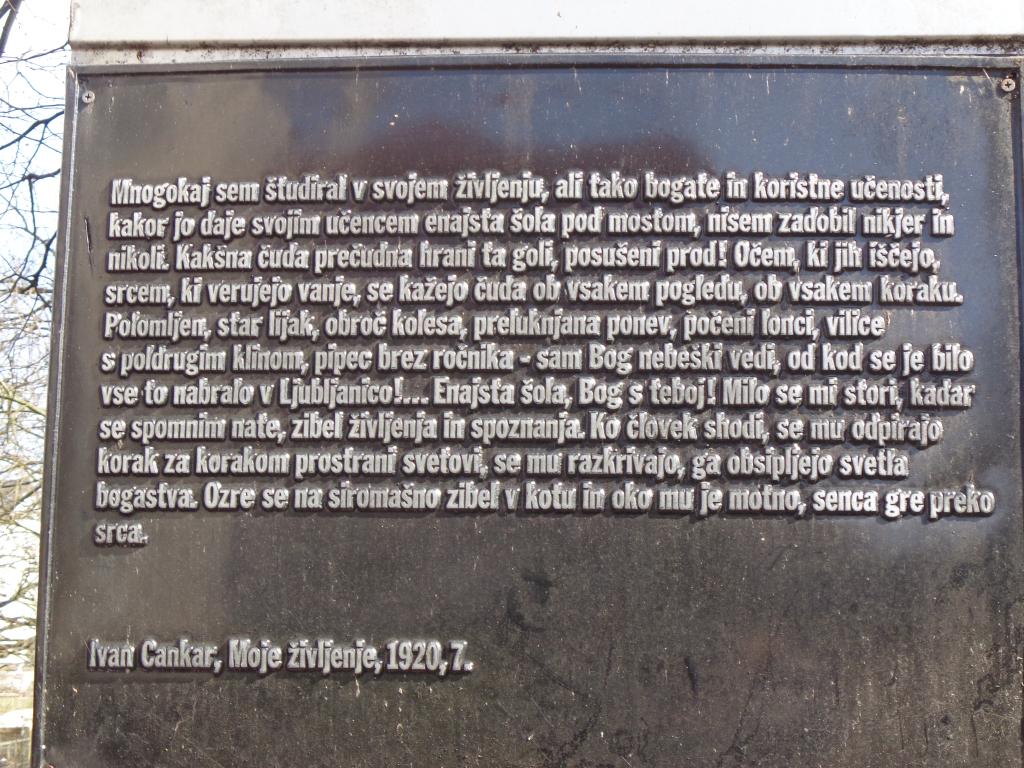 Mnogokaj sem študiral v svojem življenju, ali tako bogate in koristne učenosti,
kakor jo daje svojim učencem enajsta šola pod mostom, nisem zadobil nikjer in
nikoli. Kakšna čuda prečudna hrani ta goli, posušeni prod! Očem, ki jih iščejo,
srcem, ki verujejo vanje, se kažejo čuda ob vsakem pogledu, ob vsakem koraku.
Polomljen, star lijak, obroč kolesa, preluknjana ponev, počeni lonci, vilice
s poldrugim klinom, pipec brez ročnika - sam Bog nebeški vedi, od kod se je bilo
vse to nabralo v Ljubljanico!... Enajsta šola, Bog s teboj! Milo se mi stori, kadar
se spomnim nate, zibel življenja in spoznanja. Ko človek shodi, se mu odpirajo
korak za korakom prostrani svetovi, se mu razkrivajo, ga obsipljejo svetla
bogastva. Ozre se na siromašno zibel v kotu in oko mu je motno, senca gre preko
srca.
Ivan Cankar, Moje življenje, 1920, 7.